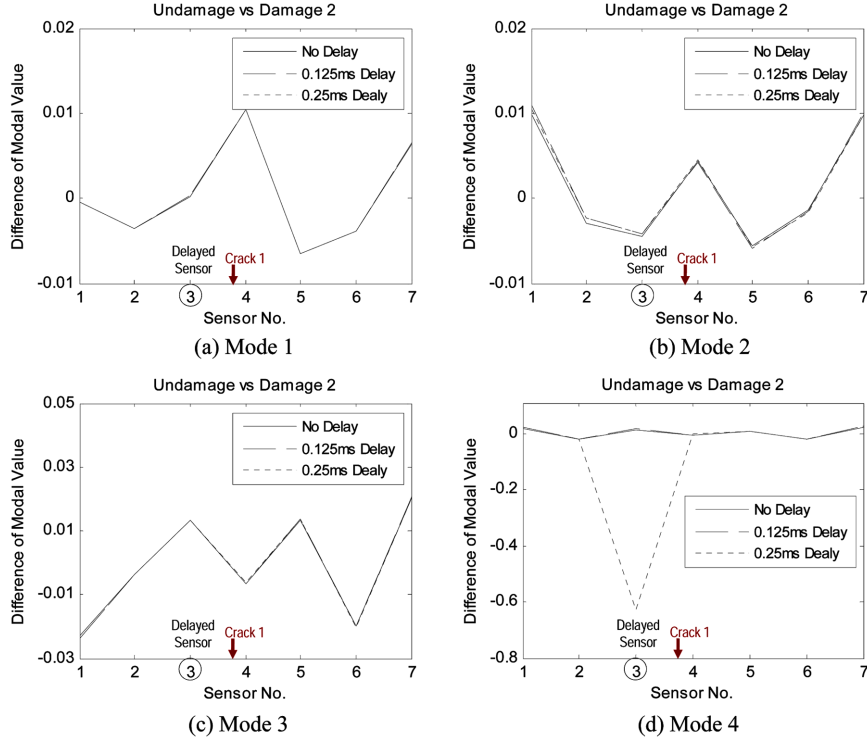 Undamage vs Damage 2
0.02
0.01
0
-0.01
Difference of Modal Value
No Delay
0.125ms Delay
0.25ms Dealy
Delayed
Sensor
Crack 1
1 2 3 4 5 6 7
Sensor No.
(a) Mode 1
Undamage vs Damage 2
0.02
0.01
0
-0.01
Difference of Modal Value
No Delay
0.125ms Delay
0.25ms Dealy
Delayed
Sensor
Crack 1
1 2 3 4 5 6 7
Sensor No.
(b) Mode 2
Undamage vs Damage 2
0.05
0.03
0.01
-0.01
-0.03
Difference of Modal Value
No Delay
0.125ms Delay
0.25ms Dealy
Delayed
Sensor
Crack 1
1 2 3 4 5 6 7
Sensor No.
(c) Mode 3
Undamage vs Damage 2
0
-0.2
-0.4
-0.6
-0.8
Difference of Modal Value
No Delay
0.125ms Delay
0.25ms Dealy
Delayed
Sensor
Crack 1
1 2 3 4 5 6 7
Sensor No.
(d) Mode 4